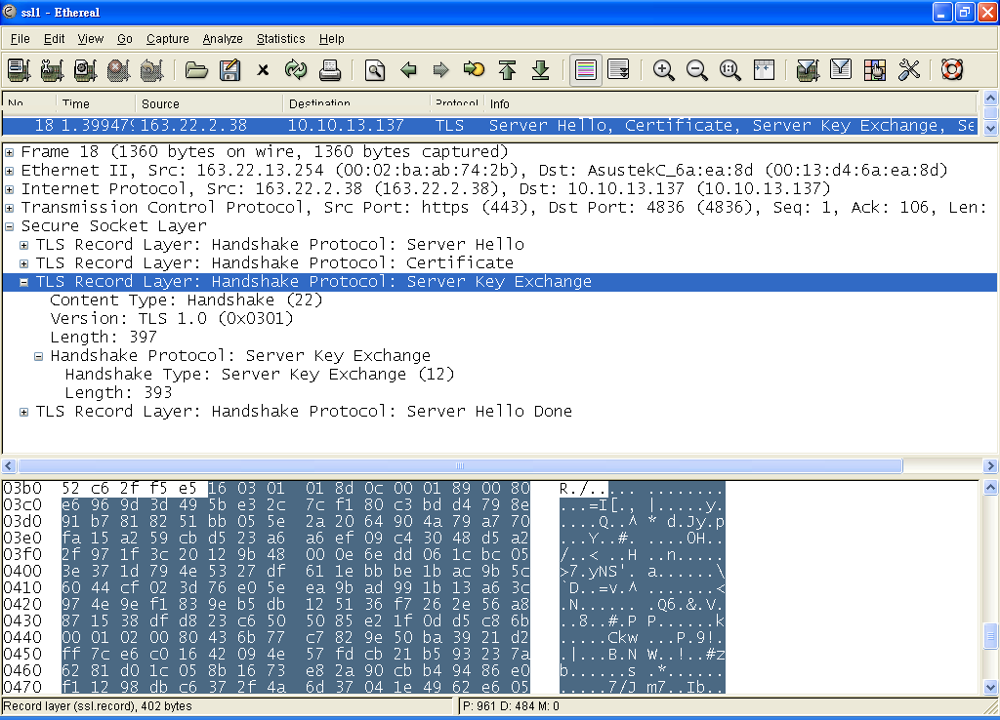 ssl1 - Ethereal
File Edit View Go Capture Analyze Statistics Help
No. Time Source Destination Protocol Info
18 1.399479 163.22.2.38 10.10.13.137 TLS Server Hello, Certificate, Server Key Exchange, Se
Frame 18 (1360 bytes on wire, 1360 bytes captured)
Ethernet II, Src: 163.22.13.254 (00:02:ba:ab:74:2b), Dst: AsustekC_6a:ea:8d (00:13:d4:6a:ea:8d)
Internet Protocol, Src: 163.22.2.38 (163.22.2.38), Dst: 10.10.13.137 (10.10.13.137)
Transmission Control Protocol, Src Port: https (443), Dst Port: 4836 (4836), Seq: 1, Ack: 106, Len:
Secure Socket Layer
TLS Record Layer: Handshake Protocol: Server Hello
TLS Record Layer: Handshake Protocol: Certificate
TLS Record Layer: Handshake Protocol: Server Key Exchange
Content Type: Handshake (22)
Version: TLS 1.0 (0x0301)
Length: 397
Handshake Protocol: Server Key Exchange
Handshake Type: Server Key Exchange (12)
Length: 393
TLS Record Layer: Handshake Protocol: Server Hello Done
03b0 52 c6 2f f5 e5 16 03 01 01 8d 0c 00 01 89 00 80 R./.. ... ........
03c0 e6 96 9d 3d 49 5b e3 2c 7c f1 80 c3 bd d4 79 8e ...=I[., |.....y.
03d0 91 b7 81 82 51 bb 05 5e 2a 20 64 90 4a 79 a7 70 ....Q..^ * d.Jy.p
03e0 fa 15 a2 59 cb d5 23 a6 a6 ef 09 c4 30 48 d5 a2 ...Y..#. ....0H..
03f0 2f 97 1f 3c 20 12 9b 48 00 0e 6e dd 06 1c bc 05 /..< ..H ..n.....
0400 3e 37 1d 79 4e 53 27 df 61 1e bb be 1b ac 9b 5c >7.yNS'. a......\
0410 60 44 cf 02 3d 76 e0 5e ea 9b ad 99 1b 13 a6 3c `D..=v.^ .......<
0420 97 4e 9e f1 83 9e b5 db 12 51 36 f7 26 2e 56 a8 .N...... .Q6.&.V.
0430 87 15 38 df d8 23 c6 50 50 85 e2 1f 0d d5 c8 6b ..8..#.P P......k
0440 00 01 02 00 80 43 6b 77 c7 82 9e 50 ba 39 21 d2 .....Ckw ...P.9!.
0450 ff 7c e6 c0 16 42 09 4e 57 fd cb 21 b5 93 23 7a .|...B.N W..!..#z
0460 62 81 d0 1c 05 8b 16 73 e8 2a 90 cb b4 94 86 e0 b......s .*......
0470 f1 12 98 db c6 37 2f 4a 6d 37 04 1e 49 62 e6 05 .....7/J m7..Ib..
Record layer (ssl.record), 402 bytes P: 961 D: 484 M: 0